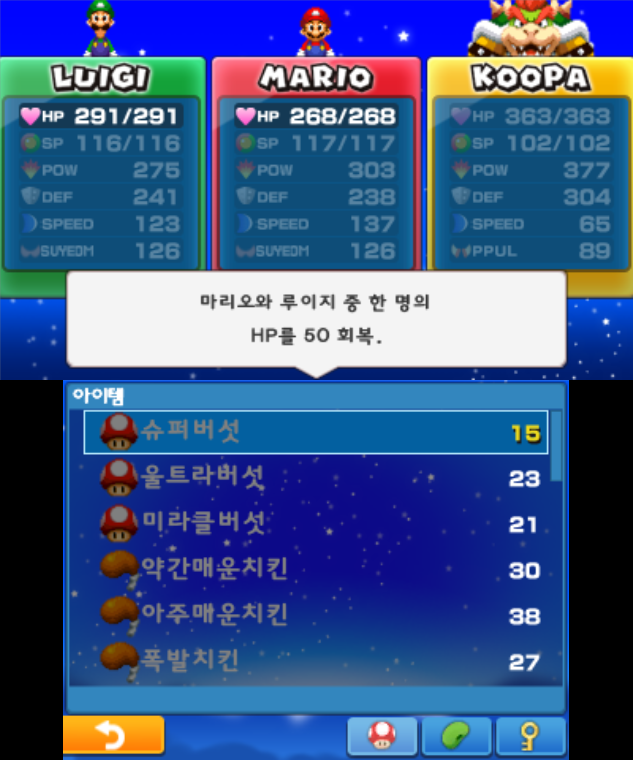 LUIGI MARIO KOOPA
HP 291/291 HP 268/268 HP 363/363
SP 116/116 SP 117/117 SP 102/102
POW 275 POW 303 POW 377
DEF 241 DEF 238 DEF 304
SPEED 123 SPEED 137 SPEED 65
SUYEOM 126 SUYEOM 126 PPUL 89
마리오와 루이지 중 한 명의
HP를 50 회복.
아이템
슈퍼버섯 15
울트라버섯 23
미라클버섯 21
약간매운치킨 30
아주매운치킨 38
폭발치킨 27